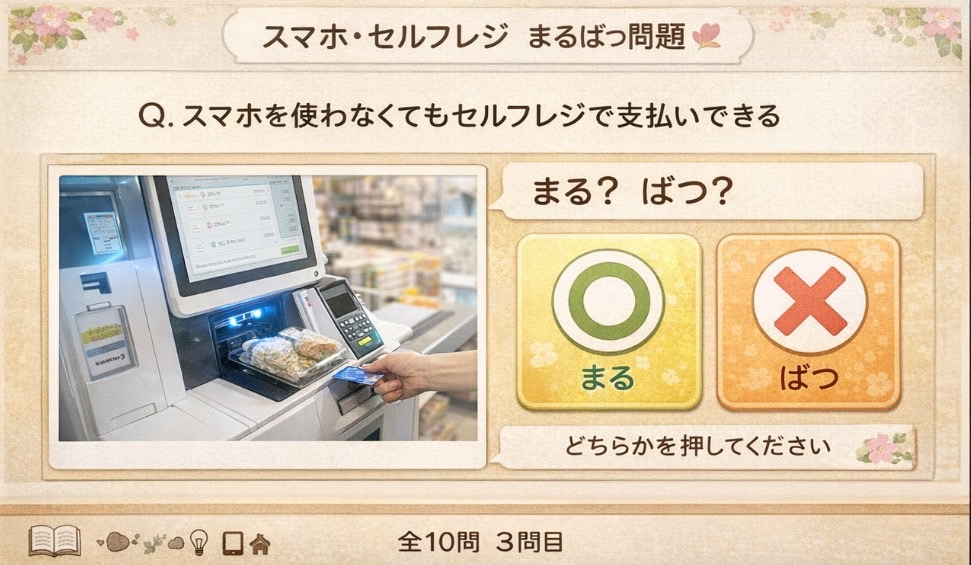 スマホ・セルフレジ まるばつ問題
Q. スマホを使わなくてもセルフレジで支払いできる
まる？ ばつ？
まる
ばつ
どちらかを押してください
全10問 3問目